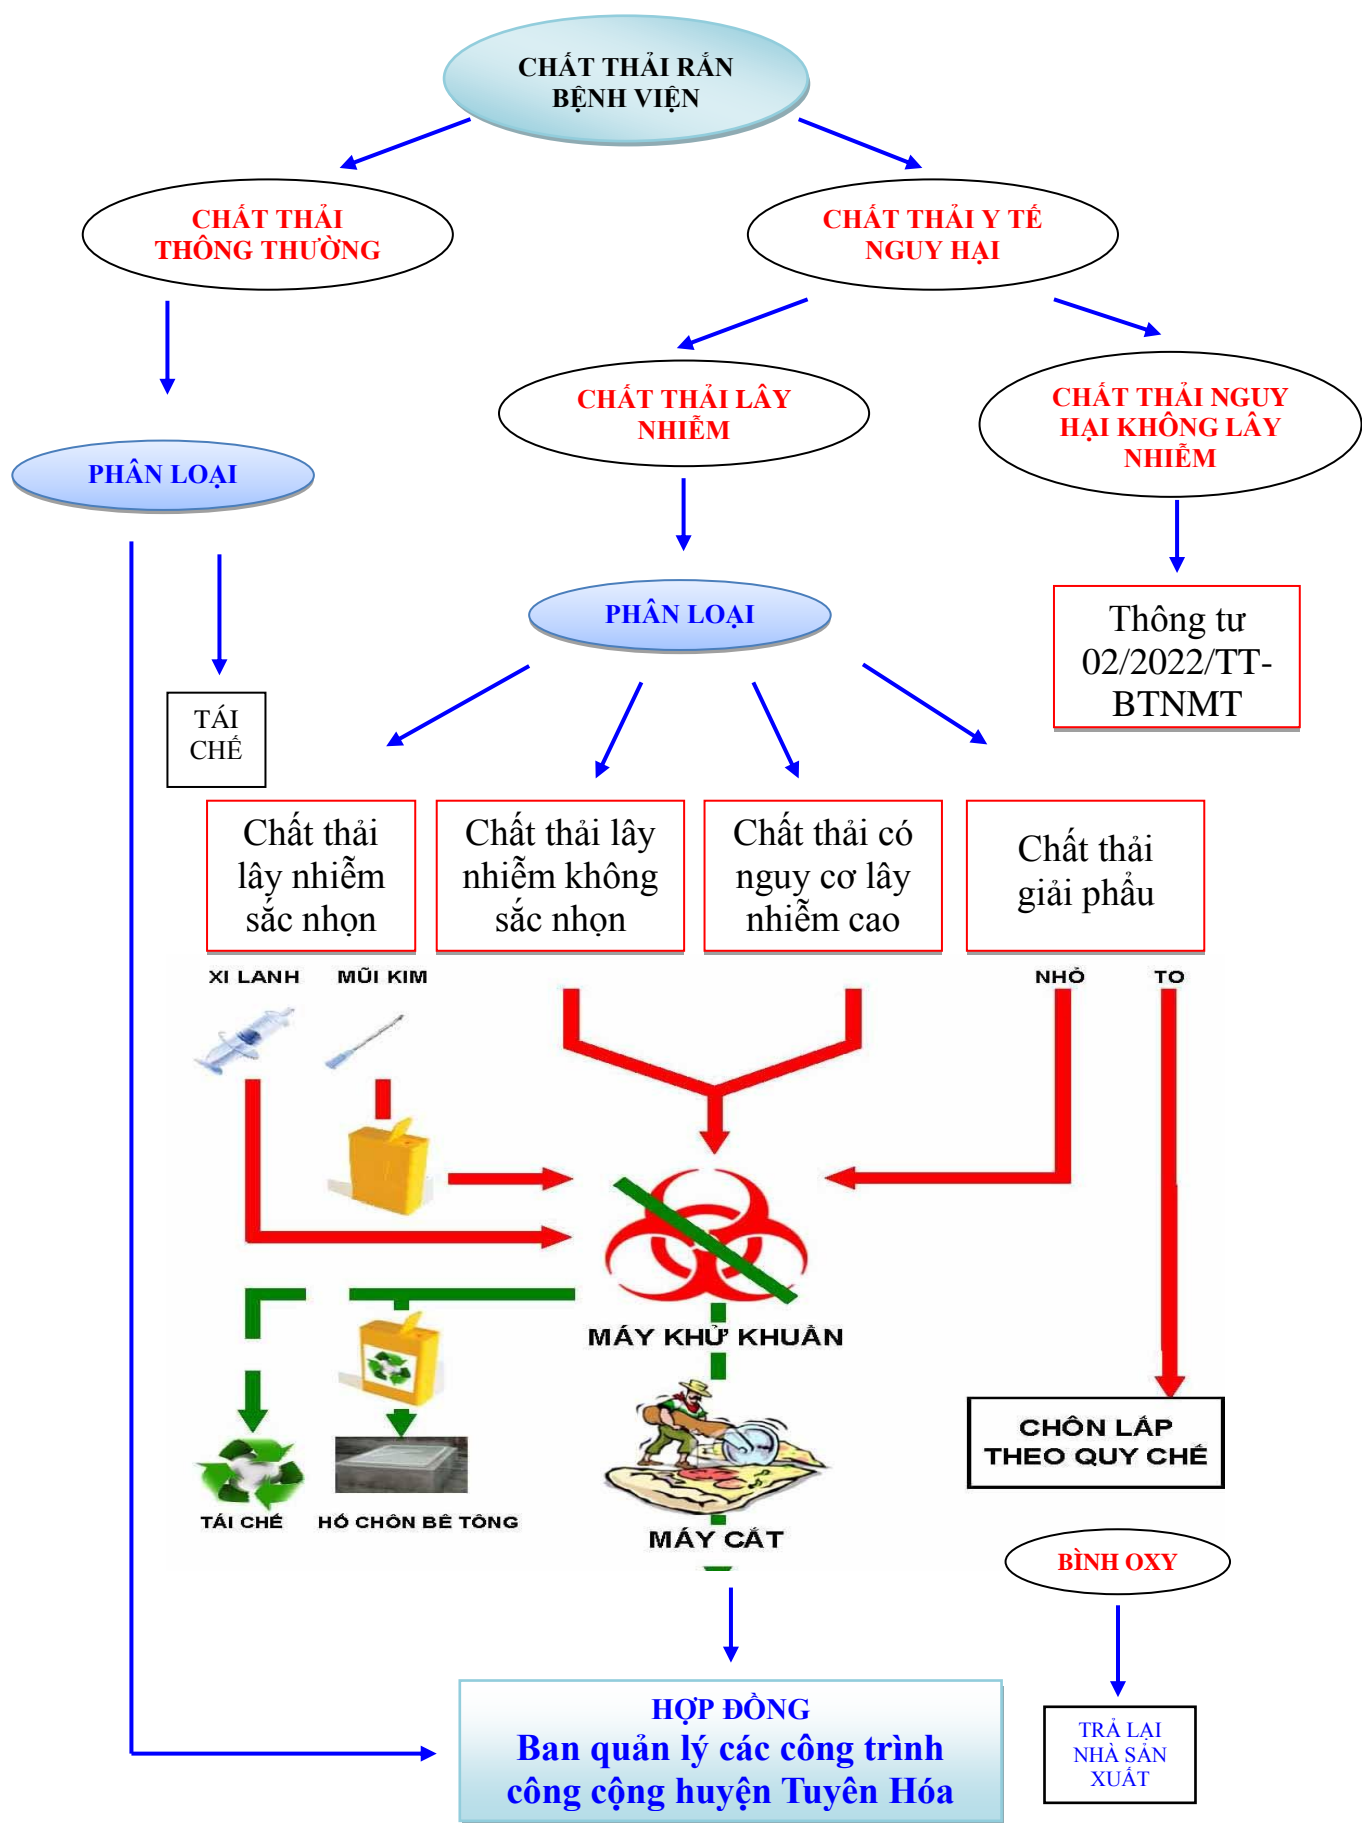 CHẤT THẢI RẮN
BỆNH VIỆN
CHẤT THẢI
THÔNG THƯỜNG
CHẤT THẢI Y TẾ
NGUY HẠI
CHẤT THẢI LÂY
NHIỄM
CHẤT THẢI NGUY
HẠI KHÔNG LÂY
NHIỄM
PHÂN LOẠI
PHÂN LOẠI
Thông tư
02/2022/TT-
BTNMT
TÁI
CHẾ
Chất thải
lây nhiễm
sắc nhọn
Chất thải lây
nhiễm không
sắc nhọn
Chất thải có
nguy cơ lây
nhiễm cao
Chất thải
giải phẩu
XI LANH
MŨI KIM
NHỎ
TO
MÁY KHỬ KHUẨN
CHÔN LẤP
THEO QUY CHẾ
TÁI CHẾ
HỐ CHÔN BÊ TÔNG
MÁY CẮT
BÌNH OXY
HỢP ĐỒNG
Ban quản lý các công trình
công cộng huyện Tuyên Hóa
TRẢ LẠI
NHÀ SẢN
XUẤT